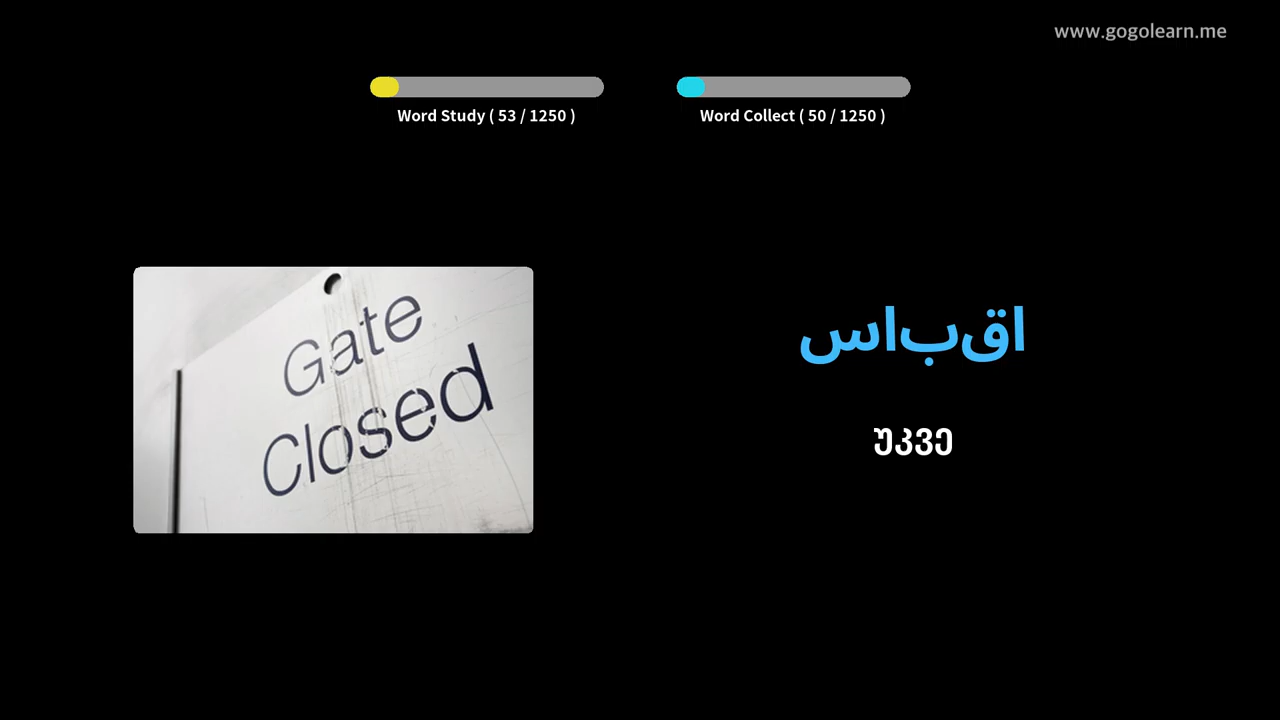 www.gogolearn.me
Word Study ( 53 / 1250 )
Word Collect ( 50 / 1250 )
Gate
Closed
اقباس
უკვე